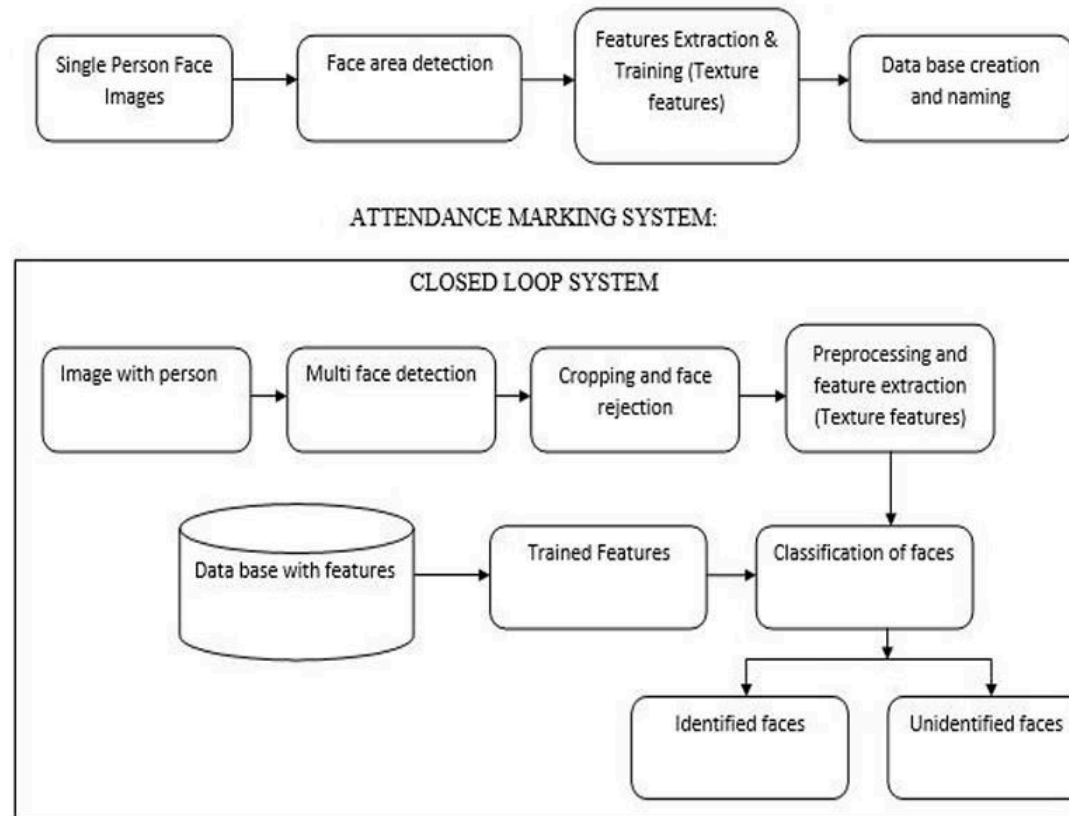 Single Person Face
Images
Face area detection
Features Extraction &
Training (Texture
features)
Data base creation
and naming
ATTENDANCE MARKING SYSTEM:
CLOSED LOOP SYSTEM
Image with person
Multi face detection
Cropping and face
rejection
Preprocessing and
feature extraction
(Texture features)
Data base with features
Trained Features
Classification of faces
Identified faces
Unidentified faces